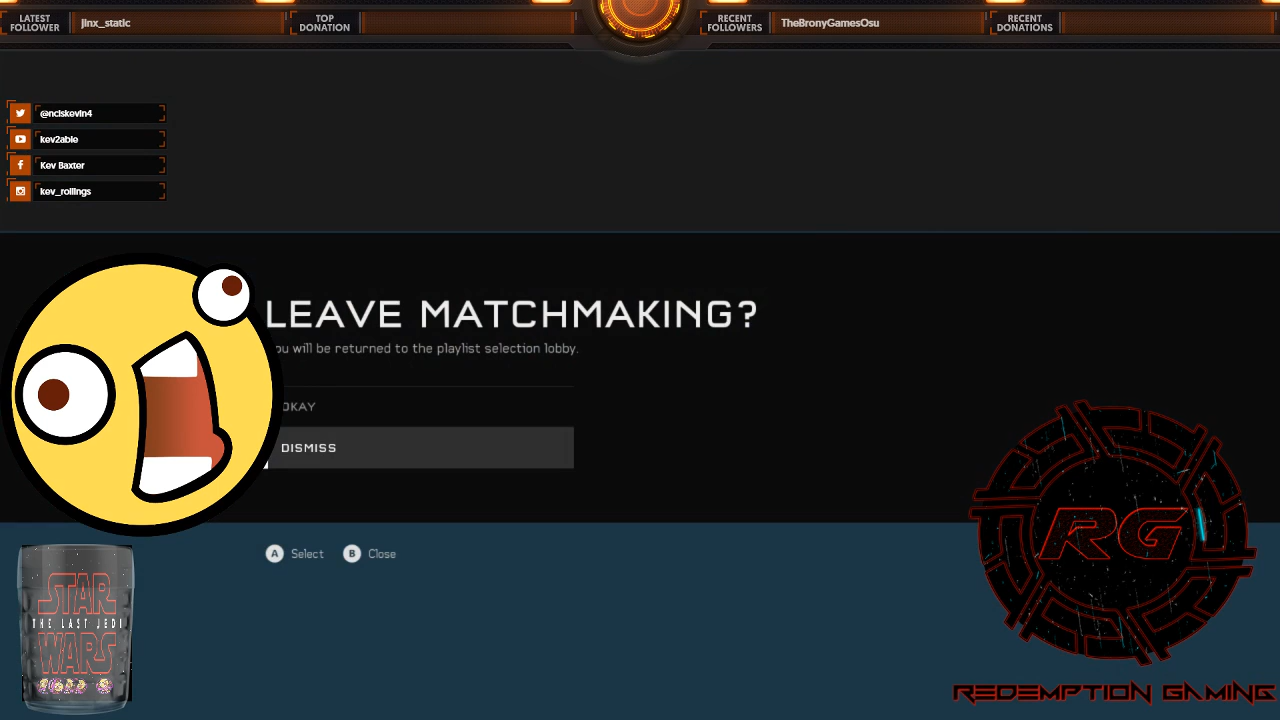 LATEST FOLLOWER
Jinx_static
TOP DONATION
RECENT FOLLOWERS
TheBronyGamesOsu
RECENT DONATIONS
@nciskevin4
kev2able
Kev Baxter
kev_rollings
LEAVE MATCHMAKING?
ou will be returned to the playlist selection lobby.
OKAY
DISMISS
A Select B Close
STAR
THE LAST JEDI
WARS
RG
REDEMPTION GAMING